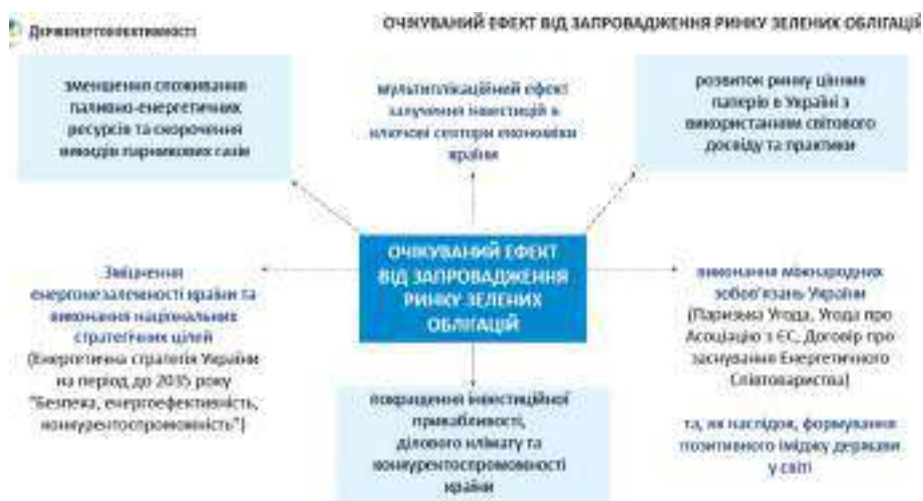 Держенергоефективності
ОЧІКУВАНИЙ ЕФЕКТ ВІД ЗАПРОВАДЖЕННЯ РИНКУ ЗЕЛЕНИХ ОБЛІГАЦІЙ
зменшення споживання
паливно-енергетичних
ресурсів та скорочення
викидів парникових газів
мультиплікаційний ефект
залучення інвестицій в
ключові сектори економіки
країни
розвиток ринку цінних
паперів в Україні з
використанням світового
досвіду та практики
ОЧІКУВАНИЙ ЕФЕКТ
ВІД ЗАПРОВАДЖЕННЯ
РИНКУ ЗЕЛЕНИХ
ОБЛІГАЦІЙ
Зміцнення
енергонезалежності країни та
виконання національних
стратегічних цілей
(Енергетична стратегія України
на період до 2035 року
"Безпека, енергоефективність,
конкурентоспроможність")
виконання міжнародних
зобов'язань України
(Паризька Угода, Угода про
Асоціацію з ЄС, Договір про
заснування Енергетичного
Співтовариства)
та, як наслідок, формування
позитивного іміджу держави
у світі
покращення інвестиційної
привабливості,
ділового клімату та
конкурентоспроможності
країни